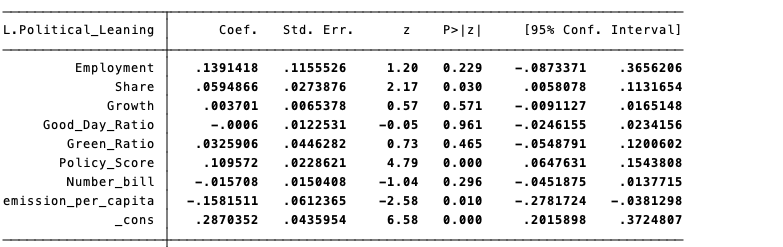 L.Political_Leaning Coef. Std. Err. z P>|z| [95% Conf. Interval]
Employment .1391418 .1155526 1.20 0.229 -.0873371 .3656206
Share .0594866 .0273876 2.17 0.030 .0058078 .1131654
Growth .003701 .0065378 0.57 0.571 -.0091127 .0165148
Good_Day_Ratio -.0006 .0122531 -0.05 0.961 -.0246155 .0234156
Green_Ratio .0325906 .0446282 0.73 0.465 -.0548791 .1200602
Policy_Score .109572 .0228621 4.79 0.000 .0647631 .1543808
Number_bill -.015708 .0150408 -1.04 0.296 -.0451875 .0137715
emission_per_capita -.1581511 .0612365 -2.58 0.010 -.2781724 -.0381298
_cons .2870352 .0435954 6.58 0.000 .2015898 .3724807